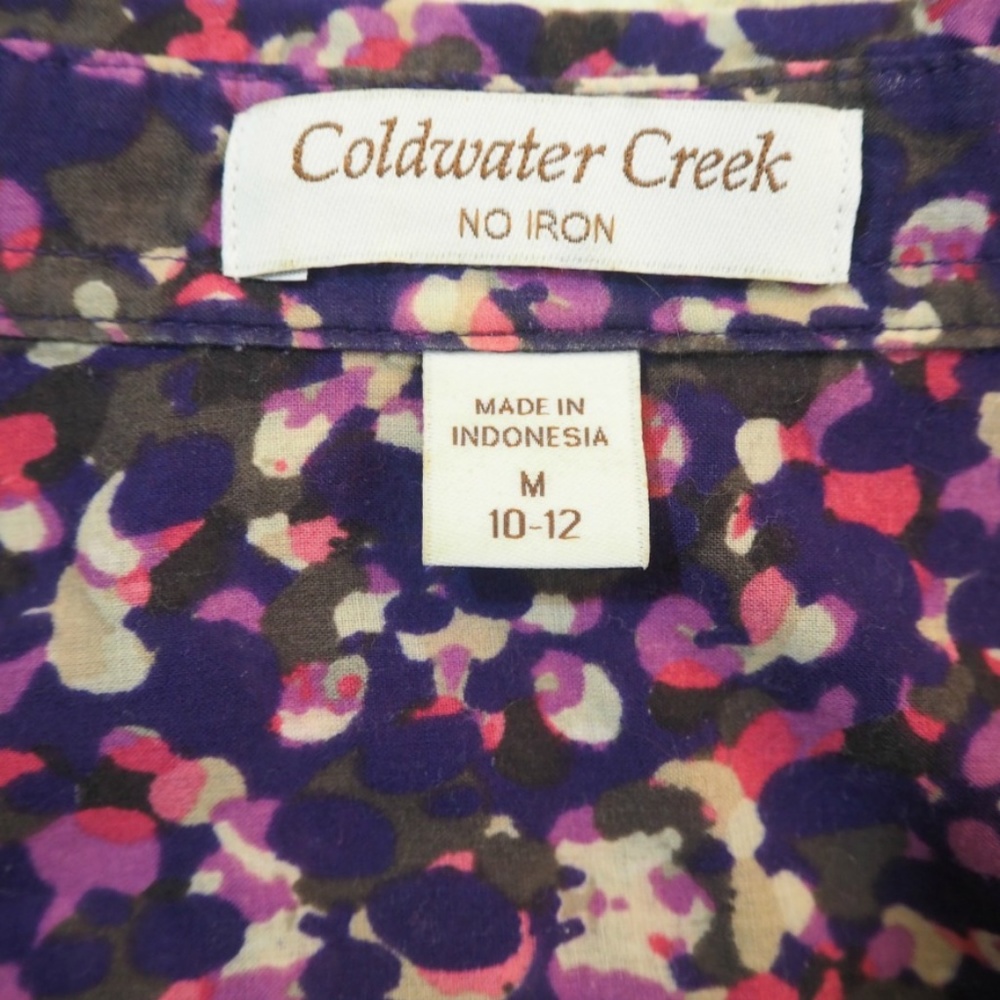 Coldwater Creek
NO IRON
MADE IN
INDONESIA
M
10-12